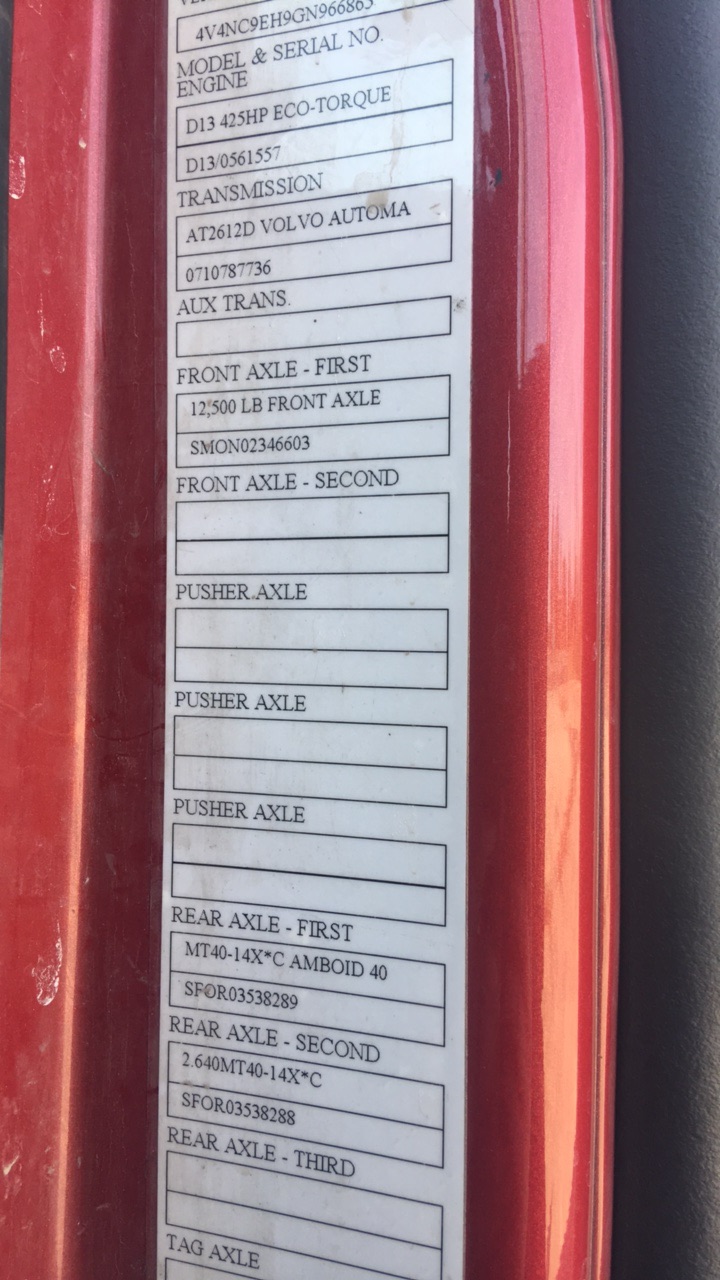 4V4NC9EH9GN966865
MODEL & SERIAL NO.
ENGINE
D13 425HP ECO-TORQUE
D13/0561557
TRANSMISSION
AT2612D VOLVO AUTOMA
0710787736
AUX TRANS.
FRONT AXLE - FIRST
12,500 LB FRONT AXLE
SMON02346603
FRONT AXLE - SECOND
PUSHER AXLE
PUSHER AXLE
PUSHER AXLE
REAR AXLE - FIRST
MT40-14X*C AMBOID 40
SFOR03538289
REAR AXLE - SECOND
2.640MT40-14X*C
SFOR03538288
REAR AXLE - THIRD
TAG AXLE